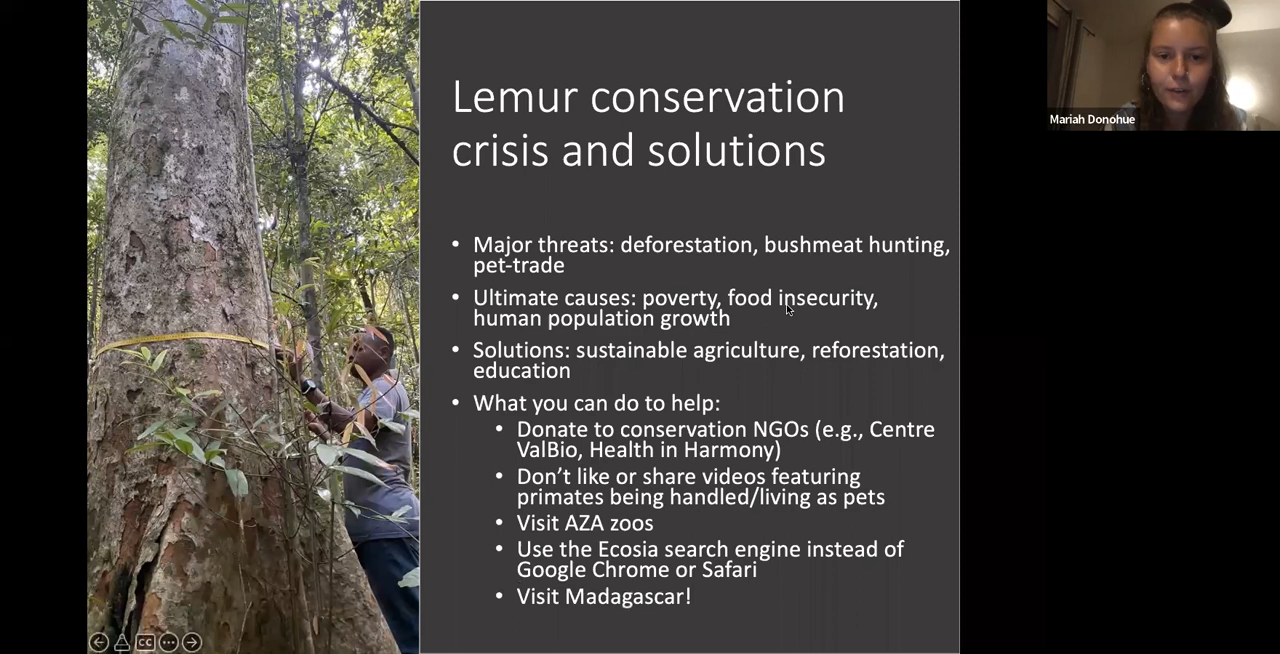 Lemur conservation
crisis and solutions
• Major threats: deforestation, bushmeat hunting,
pet-trade
• Ultimate causes: poverty, food insecurity,
human population growth
• Solutions: sustainable agriculture, reforestation,
education
• What you can do to help:
• Donate to conservation NGOs (e.g., Centre
ValBio, Health in Harmony)
• Don’t like or share videos featuring
primates being handled/living as pets
• Visit AZA zoos
• Use the Ecosia search engine instead of
Google Chrome or Safari
• Visit Madagascar!
Mariah Donohue
CC